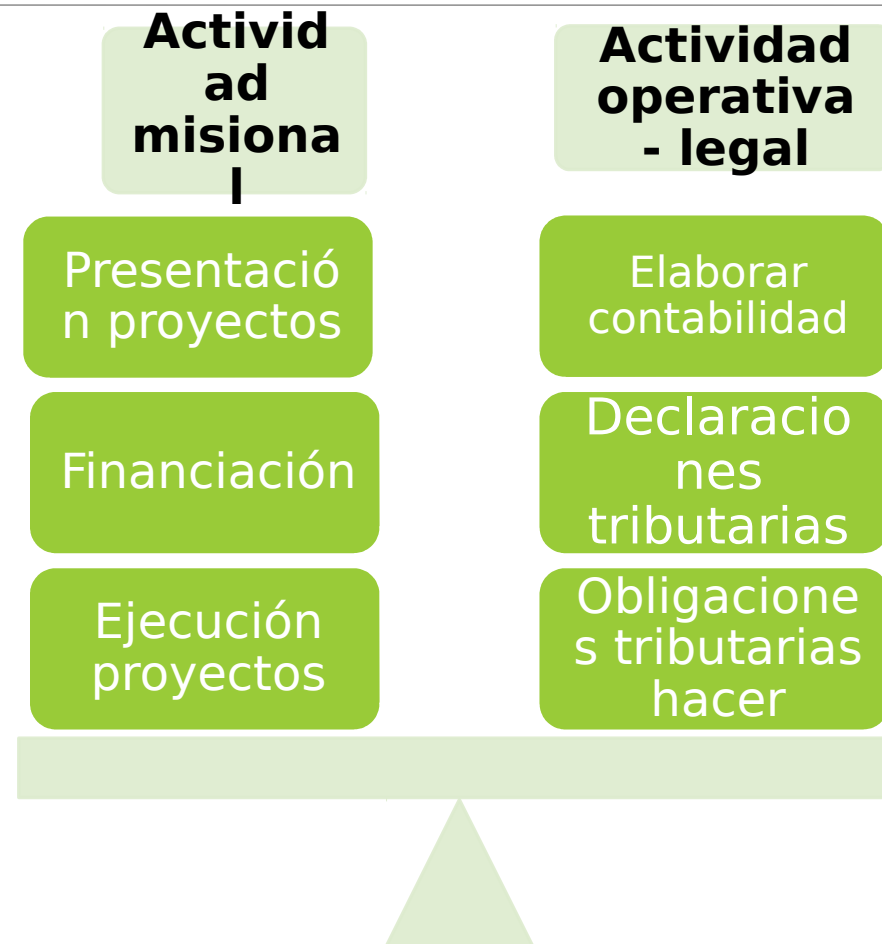 Activid
ad
misiona
l
Presentació
n proyectos
Financiación
Ejecución
proyectos
Actividad
operativa
- legal
Elaborar
contabilidad
Declaracio
nes
tributarias
Obligacione
s tributarias
hacer